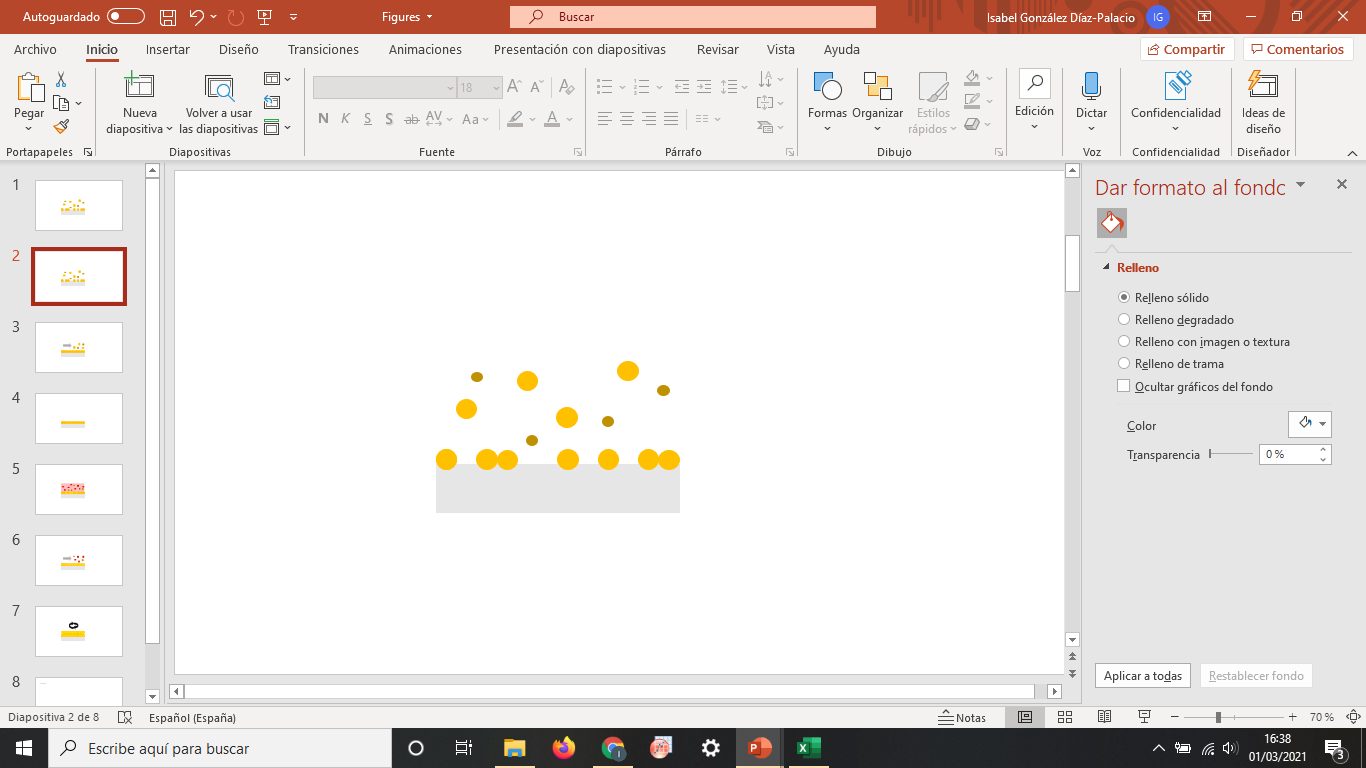 Autoguardado
Figures
Buscar
Isabel González Díaz-Palacio
IG
Archivo Inicio Insertar Diseño Transiciones Animaciones Presentación con diapositivas Revisar Vista Ayuda
Compartir
Comentarios
Pegar
Portapapeles
Nueva
diapositiva
Volver a usar
las diapositivas
Diapositivas
18
N K S S ab AV Aa A
Fuente
Párrafo
Formas
Organizar
Estilos
rápidos
Dibujo
Edición
Dictar
Voz
Confidencialidad
Confidencialidad
Ideas de
diseño
Diseñador
1
2
3
4
5
6
7
8
Dar formato al fondo
Relleno
Relleno sólido
Relleno degradado
Relleno con imagen o textura
Relleno de trama
Ocultar gráficos del fondo
Color
Transparencia
0 %
Aplicar a todas
Restablecer fondo
Diapositiva 2 de 8
Español (España)
Notas
70 %
Escribe aquí para buscar
16:38
01/03/2021
3